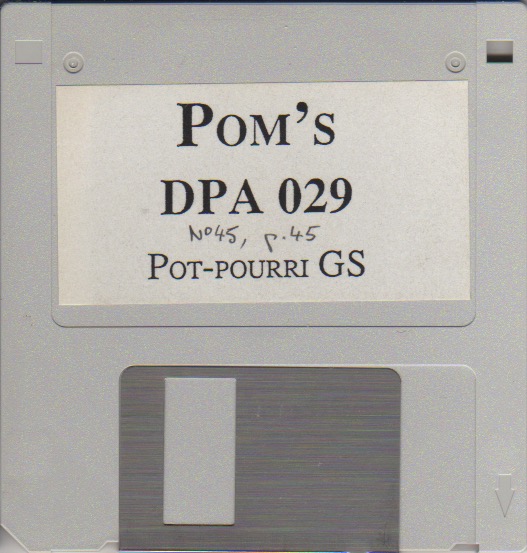 POM'S
DPA 029
N°45, p.45
POT-POURRI GS